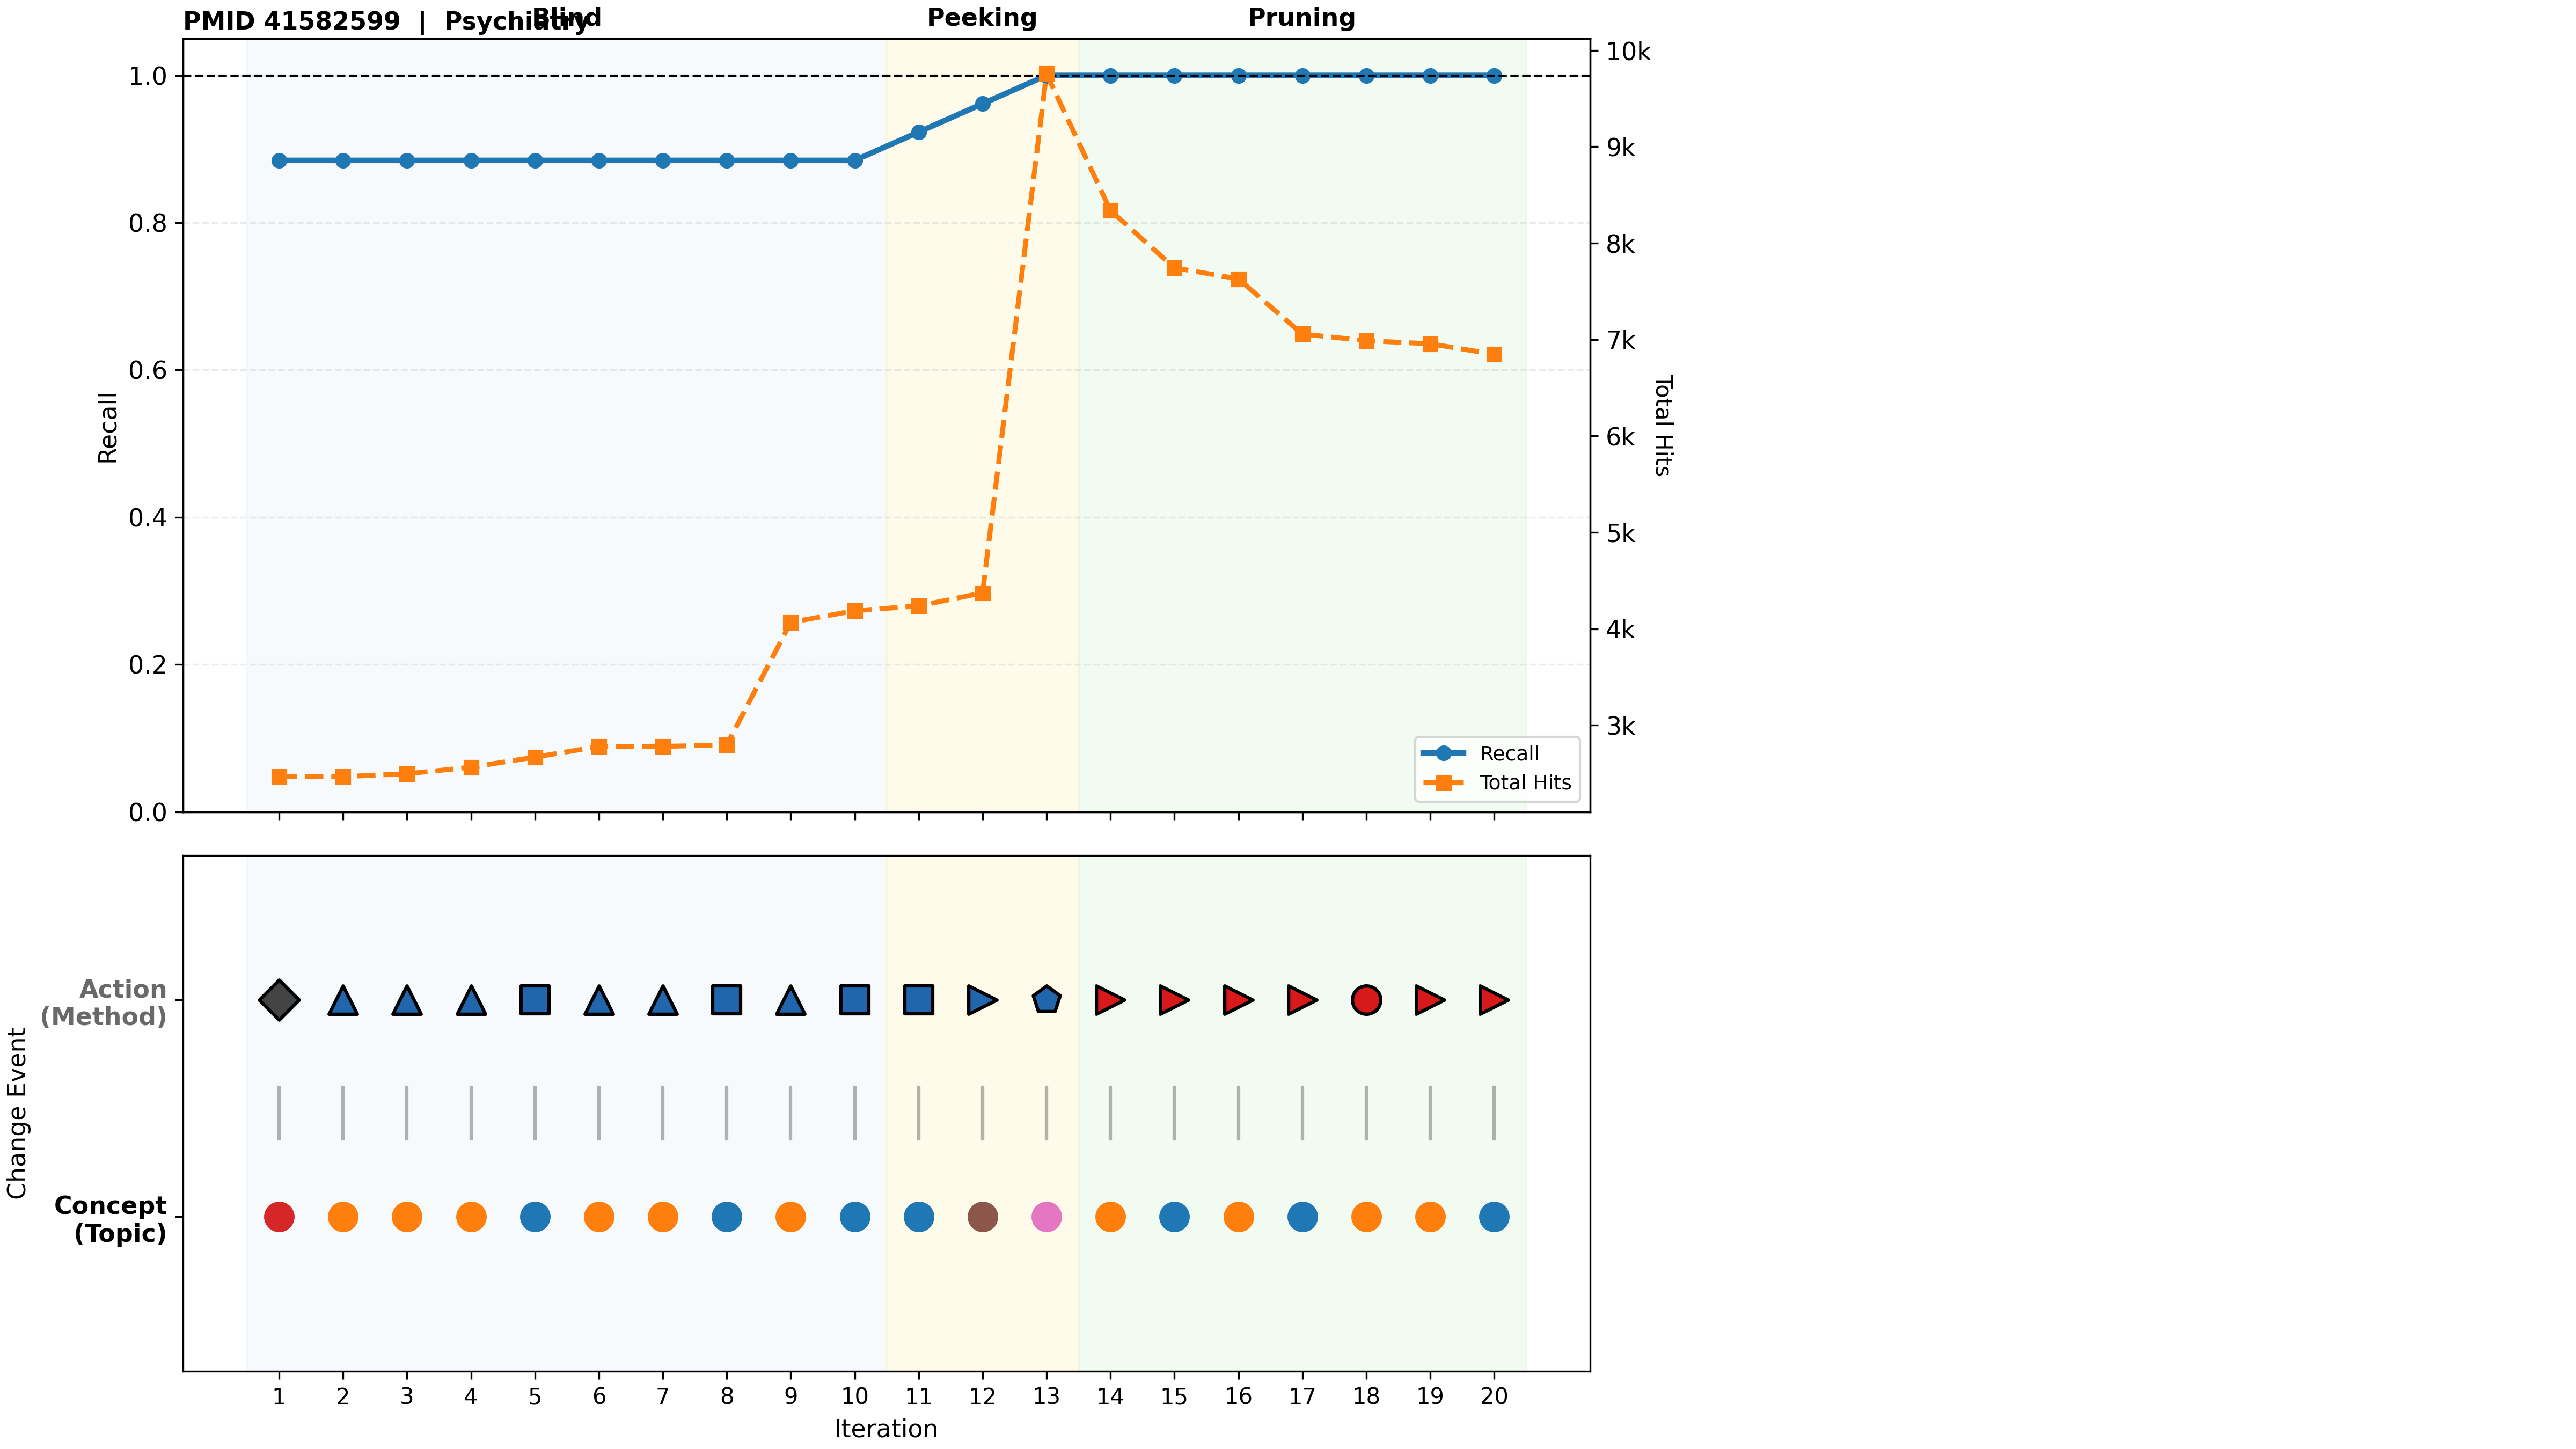 PMID 41582599 | Psychiatry
Blind
Peeking
Pruning
1.0
0.8
0.6
0.4
0.2
0.0
Recall
10k
9k
8k
7k
6k
5k
4k
3k
Total Hits
Recall
Total Hits
Action
(Method)
Concept
(Topic)
Change Event
1 2 3 4 5 6 7 8 9 10 11 12 13 14 15 16 17 18 19 20
Iteration